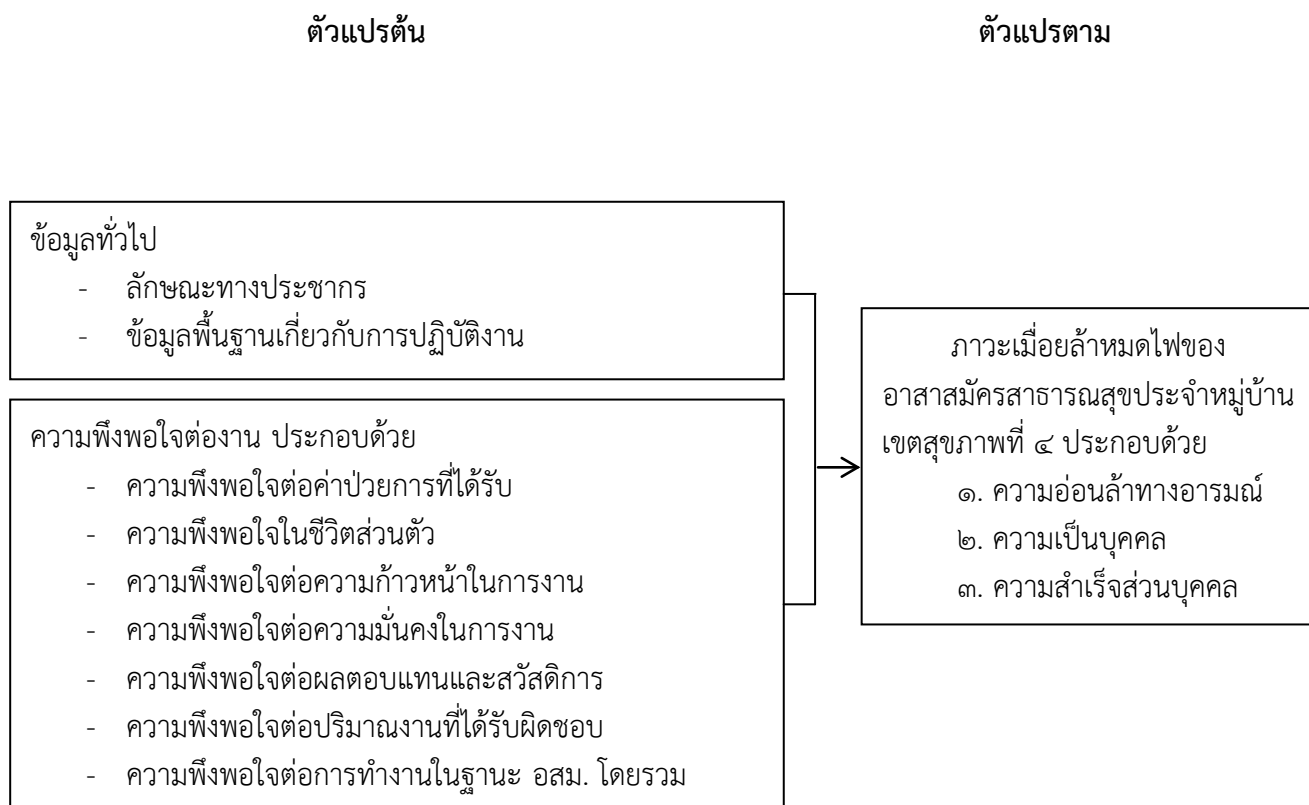 ตัวแปรต้น
ตัวแปรตาม
ข้อมูลทั่วไป
- ลักษณะทางประชากร
- ข้อมูลพื้นฐานเกี่ยวกับการปฏิบัติงาน
ความพึงพอใจต่องาน ประกอบด้วย
- ความพึงพอใจต่อค่าป่วยการที่ได้รับ
- ความพึงพอใจในชีวิตส่วนตัว
- ความพึงพอใจต่อความก้าวหน้าในการงาน
- ความพึงพอใจต่อความมั่นคงในการงาน
- ความพึงพอใจต่อผลตอบแทนและสวัสดิการ
- ความพึงพอใจต่อปริมาณงานที่ได้รับผิดชอบ
- ความพึงพอใจต่อการทำงานในฐานะ อสม. โดยรวม
ภาวะเมื่อยล้าหมดไฟของ
อาสาสมัครสาธารณสุขประจำหมู่บ้าน
เขตสุขภาพที่ ๔ ประกอบด้วย
๑. ความอ่อนล้าทางอารมณ์
๒. ความเป็นบุคคล
๓. ความสำเร็จส่วนบุคคล